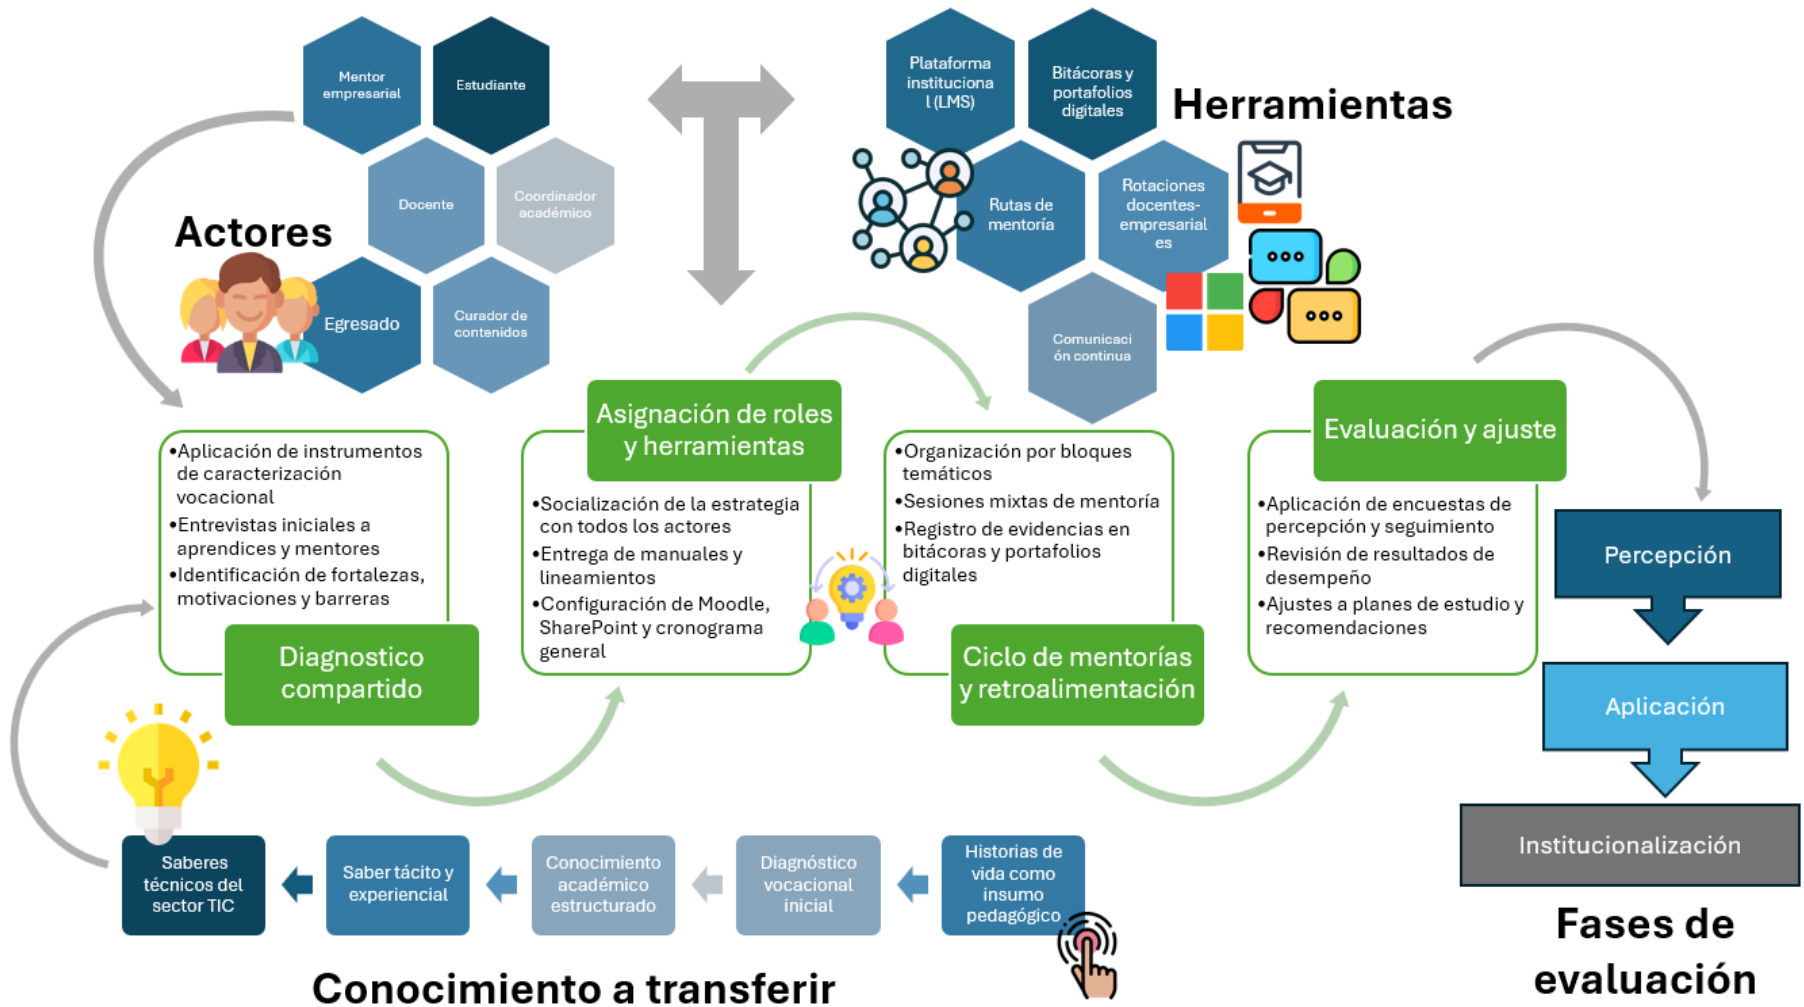 Mentor
empresarial
Estudiante
Docente
Coordinador
académico
Actores
Egresado
Curador de
contenidos
Plataforma
instituciona
l (LMS)
Bitácoras y
portafolios
digitales
Herramientas
Rutas de
mentoría
Rotaciones
docentes-
empresarial
es
Comunicaci
ón continua
•Aplicación de instrumentos
de caracterización
vocacional
•Entrevistas iniciales a
aprendices y mentores
•Identificación de fortalezas,
motivaciones y barreras
Diagnostico
compartido
Asignación de roles
y herramientas
•Socialización de la estrategia
con todos los actores
•Entrega de manuales y
lineamientos
•Configuración de Moodle,
SharePoint y cronograma
general
•Organización por bloques
temáticos
•Sesiones mixtas de mentoría
•Registro de evidencias en
bitácoras y portafolios
digitales
Ciclo de mentorías
y retroalimentación
Evaluación y ajuste
•Aplicación de encuestas de
percepción y seguimiento
•Revisión de resultados de
desempeño
•Ajustes a planes de estudio y
recomendaciones
Percepción
Aplicación
Institucionalización
Fases de
evaluación
Saberes
técnicos del
sector TIC
Saber tácito y
experiencial
Conocimiento
académico
estructurado
Diagnóstico
vocacional
inicial
Historias de
vida como
insumo
pedagógico
Conocimiento a transferir